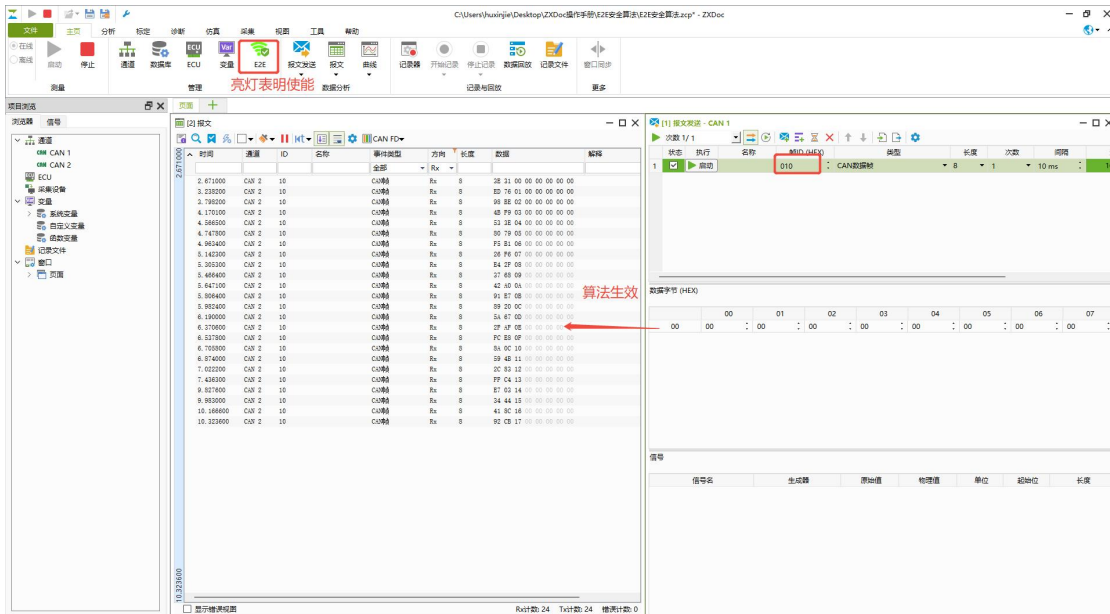 C:\Users\huxinjie\Desktop\ZXDoc操作手册\E2E安全算法\E2E安全算法.zcp* - ZXDoc
文件 主页 分析 标定 诊断 仿真 采集 视图 工具 帮助
在线
离线
启动 停止 通道 数据库 ECU 变量 E2E 报文发送 报文 曲线 记录器 开始记录 停止记录 数据回放 记录文件 窗口同步
亮灯表明使能
测量 管理 数据分析 记录与回放 更多
项目浏览
浏览器 信号
通道
CAN 1
CAN 2
ECU
采集设备
变量
系统变量
自定义变量
函数变量
记录文件
窗口
页面
页面 +
[2] 报文
CAN FD
时间 通道 ID 名称 事件类型 方向 长度 数据 解释
全部 Rx
2.671000
2.671000 CAN 2 10 CAN帧 Rx 8 3E 31 00 00 00 00 00 00
3.238200 CAN 2 10 CAN帧 Rx 8 ED 76 01 00 00 00 00 00
3.798200 CAN 2 10 CAN帧 Rx 8 98 BE 02 00 00 00 00 00
4.170100 CAN 2 10 CAN帧 Rx 8 4B F9 03 00 00 00 00 00
4.566500 CAN 2 10 CAN帧 Rx 8 53 3E 04 00 00 00 00 00
4.747800 CAN 2 10 CAN帧 Rx 8 80 79 05 00 00 00 00 00
4.963400 CAN 2 10 CAN帧 Rx 8 F5 B1 06 00 00 00 00 00
5.142300 CAN 2 10 CAN帧 Rx 8 26 F6 07 00 00 00 00 00
5.305300 CAN 2 10 CAN帧 Rx 8 E4 2F 08 00 00 00 00 00
5.466400 CAN 2 10 CAN帧 Rx 8 37 68 09 00 00 00 00 00
5.647100 CAN 2 10 CAN帧 Rx 8 42 A0 0A 00 00 00 00 00
5.806400 CAN 2 10 CAN帧 Rx 8 91 E7 0B 00 00 00 00 00
5.982400 CAN 2 10 CAN帧 Rx 8 89 20 0C 00 00 00 00 00
6.190000 CAN 2 10 CAN帧 Rx 8 5A 67 0D 00 00 00 00 00
6.370600 CAN 2 10 CAN帧 Rx 8 2F AF 0E 00 00 00 00 00
6.527800 CAN 2 10 CAN帧 Rx 8 FC E8 0F 00 00 00 00 00
6.705800 CAN 2 10 CAN帧 Rx 8 8A 0C 10 00 00 00 00 00
6.874000 CAN 2 10 CAN帧 Rx 8 59 4B 11 00 00 00 00 00
7.022200 CAN 2 10 CAN帧 Rx 8 2C 83 12 00 00 00 00 00
7.436300 CAN 2 10 CAN帧 Rx 8 FF C4 13 00 00 00 00 00
9.827600 CAN 2 10 CAN帧 Rx 8 E7 03 14 00 00 00 00 00
9.983000 CAN 2 10 CAN帧 Rx 8 34 44 15 00 00 00 00 00
10.166600 CAN 2 10 CAN帧 Rx 8 41 8C 16 00 00 00 00 00
10.323600 CAN 2 10 CAN帧 Rx 8 92 CB 17 00 00 00 00 00
10.323600
显示错误视图 Rx计数: 24 Tx计数: 24 错误计数: 0
算法生效
[1] 报文发送 - CAN 1
次数 1/ 1
状态 执行 名称 帧ID (HEX) 类型 长度 次数 间隔
1 启动 010 CAN数据帧 8 1 10 ms
数据字节 (HEX)
00 01 02 03 04 05 06 07
00 00 00 00 00 00 00 00 00
信号
信号名 生成器 原始值 物理值 单位 起始位 长度